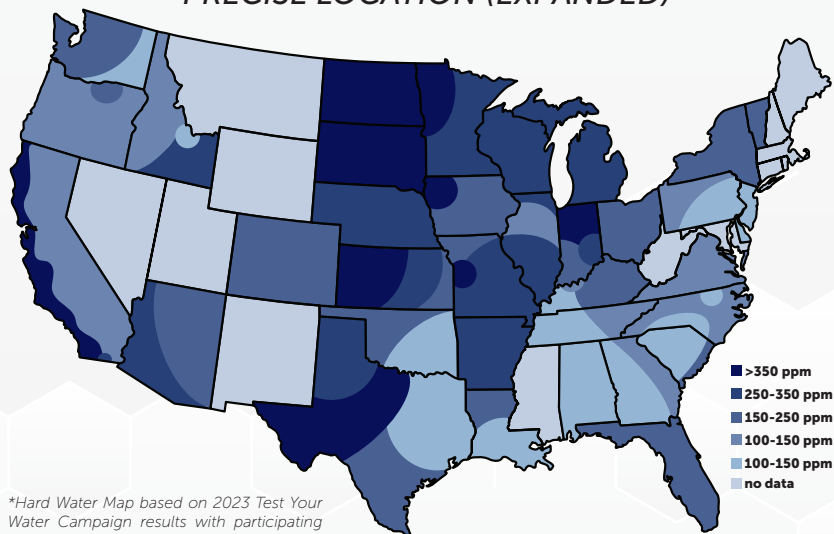 PRECISE LOCATION (EXPANDED)
>350 ppm
250-350 ppm
150-250 ppm
100-150 ppm
100-150 ppm
no data
*Hard Water Map based on 2023 Test Your
Water Campaign results with participating